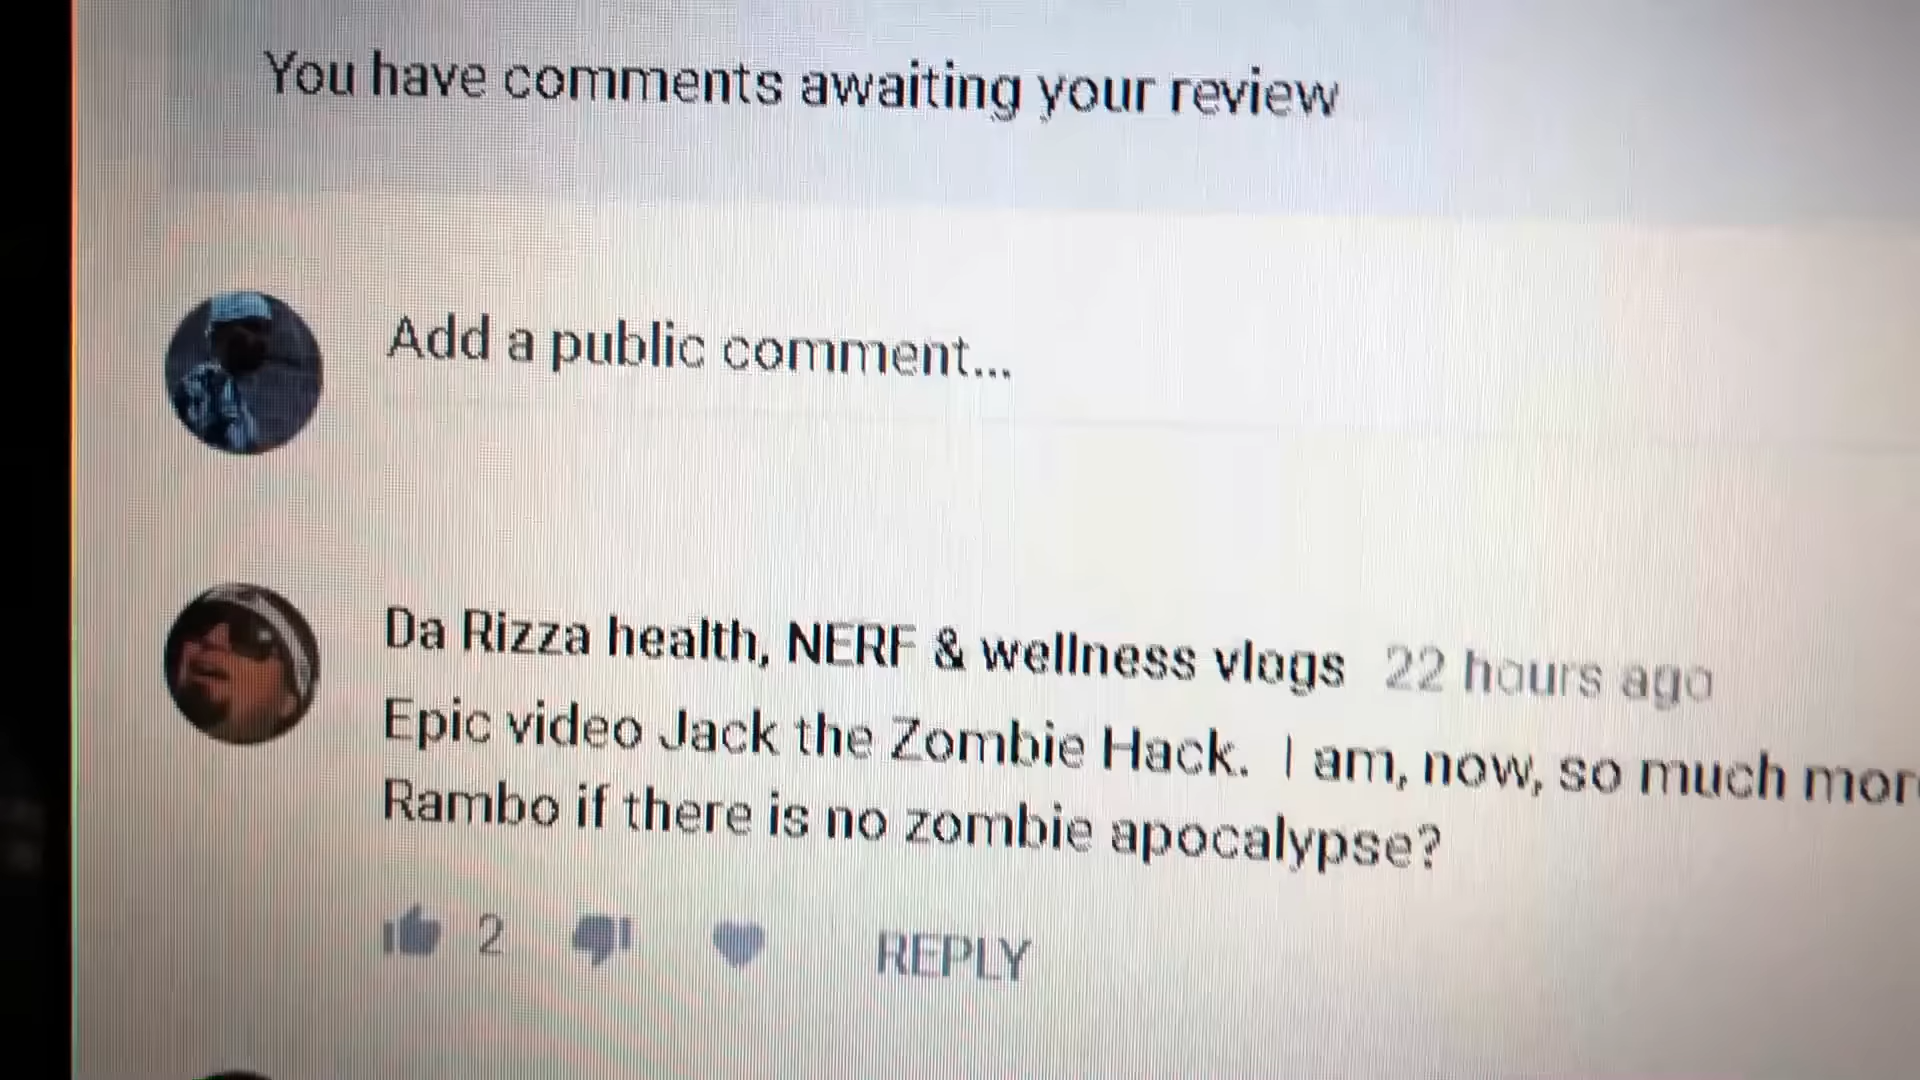 You have comments awaiting your review
Add a public comment...
Da Rizza health, NERF & wellness vlogs 22 hours ago
Epic video Jack the Zombie Hack. I am, now, so much mor
Rambo if there is no zombie apocalypse?
2 REPLY